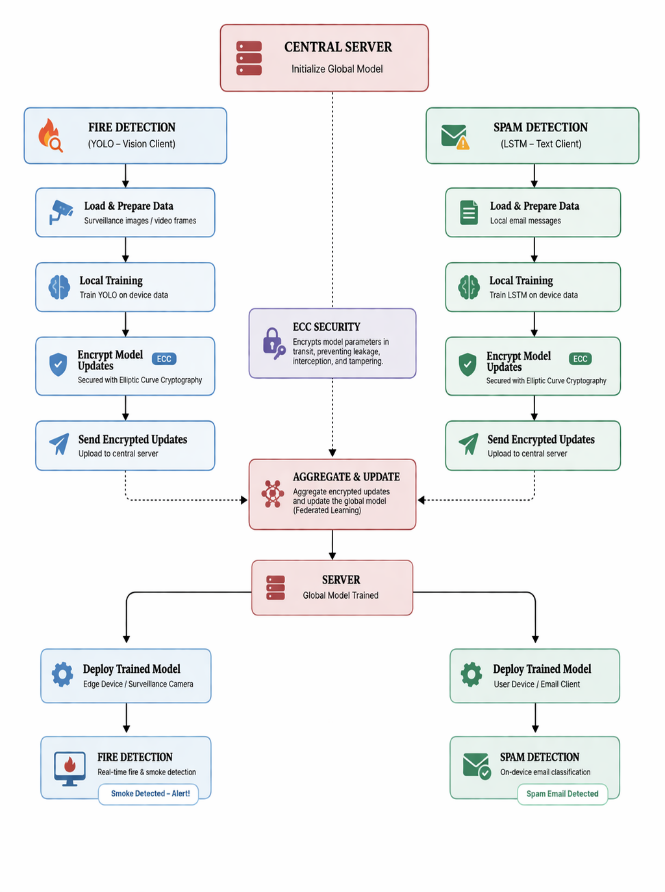 CENTRAL SERVER
Initialize Global Model
FIRE DETECTION
(YOLO – Vision Client)
SPAM DETECTION
(LSTM – Text Client)
Load & Prepare Data
Surveillance images / video frames
Load & Prepare Data
Local email messages
Local Training
Train YOLO on device data
Local Training
Train LSTM on device data
ECC SECURITY
Encrypts model parameters in
transit, preventing leakage,
interception, and tampering.
Encrypt Model
Updates
ECC
Secured with Elliptic Curve Cryptography
Encrypt Model
Updates
ECC
Secured with Elliptic Curve Cryptography
Send Encrypted Updates
Upload to central server
Send Encrypted Updates
Upload to central server
AGGREGATE & UPDATE
Aggregate encrypted updates
and update the global model
(Federated Learning)
SERVER
Global Model Trained
Deploy Trained Model
Edge Device / Surveillance Camera
Deploy Trained Model
User Device / Email Client
FIRE DETECTION
Real-time fire & smoke detection
Smoke Detected – Alert!
SPAM DETECTION
On-device email classification
Spam Email Detected